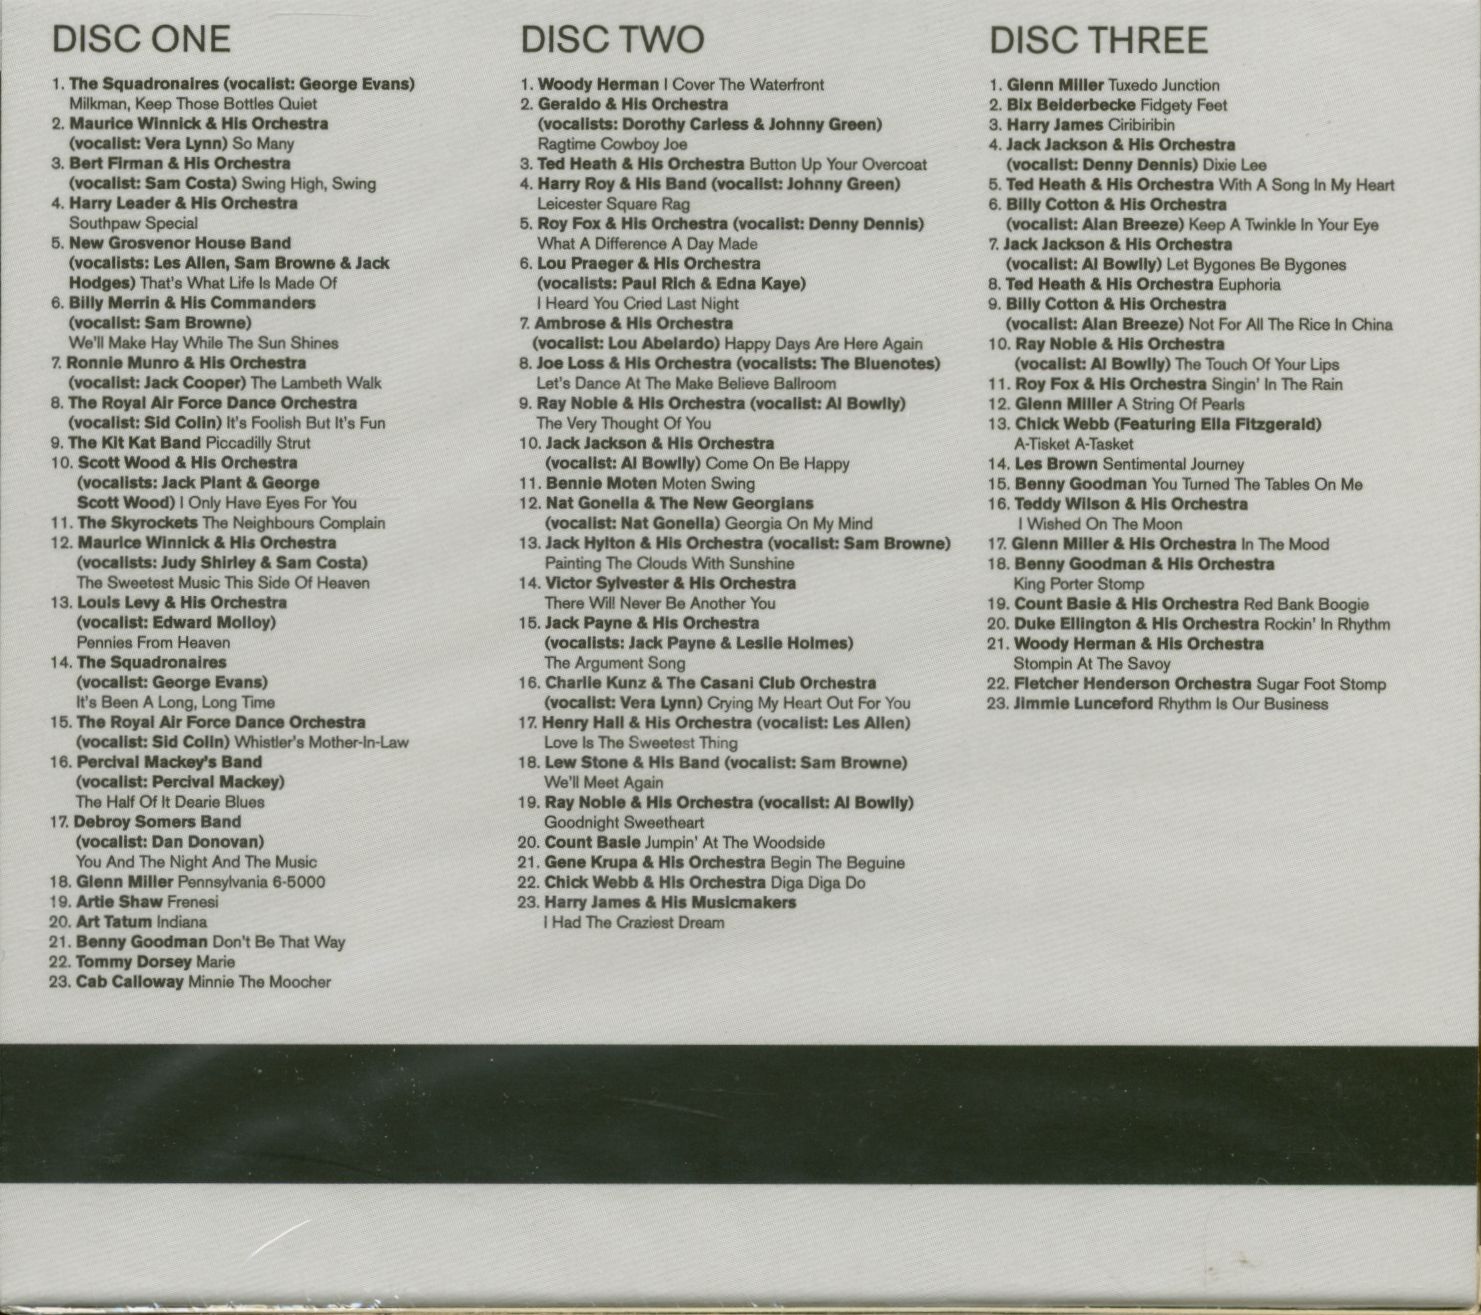 DISC ONE
1. The Squadronaires (vocalist: George Evans)
Milkman, Keep Those Bottles Quiet
2. Maurice Winnick & His Orchestra
(vocalist: Vera Lynn) So Many
3. Bert Firman & His Orchestra
(vocalist: Sam Costa) Swing High, Swing
4. Harry Leader & His Orchestra
Southpaw Special
5. New Grosvenor House Band
(vocalists: Les Allen, Sam Browne & Jack
Hodges) That's What Life Is Made Of
6. Billy Merrin & His Commanders
(vocalist: Sam Browne)
We'll Make Hay While The Sun Shines
7. Ronnie Munro & His Orchestra
(vocalist: Jack Cooper) The Lambeth Walk
8. The Royal Air Force Dance Orchestra
(vocalist: Sid Colin) It's Foolish But It's Fun
9. The Kit Kat Band Piccadilly Strut
10. Scott Wood & His Orchestra
(vocalists: Jack Plant & George
Scott Wood) I Only Have Eyes For You
11. The Skyrockets The Neighbours Complain
12. Maurice Winnick & His Orchestra
(vocalists: Judy Shirley & Sam Costa)
The Sweetest Music This Side Of Heaven
13. Louis Levy & His Orchestra
(vocalist: Edward Molloy)
Pennies From Heaven
14. The Squadronaires
(vocalist: George Evans)
It's Been A Long, Long Time
15. The Royal Air Force Dance Orchestra
(vocalist: Sid Colin) Whistler's Mother-In-Law
16. Percival Mackey's Band
(vocalist: Percival Mackey)
The Half Of It Dearie Blues
17. Debroy Somers Band
(vocalist: Dan Donovan)
You And The Night And The Music
18. Glenn Miller Pennsylvania 6-5000
19. Artie Shaw Frenesi
20. Art Tatum Indiana
21. Benny Goodman Don't Be That Way
22. Tommy Dorsey Marie
23. Cab Calloway Minnie The Moocher
DISC TWO
1. Woody Herman I Cover The Waterfront
2. Geraldo & His Orchestra
(vocalists: Dorothy Carless & Johnny Green)
Ragtime Cowboy Joe
3. Ted Heath & His Orchestra Button Up Your Overcoat
4. Harry Roy & His Band (vocalist: Johnny Green)
Leicester Square Rag
5. Roy Fox & His Orchestra (vocalist: Denny Dennis)
What A Difference A Day Made
6. Lou Praeger & His Orchestra
(vocalists: Paul Rich & Edna Kaye)
I Heard You Cried Last Night
7. Ambrose & His Orchestra
(vocalist: Lou Abelardo) Happy Days Are Here Again
8. Joe Loss & His Orchestra (vocalists: The Bluenotes)
Let's Dance At The Make Believe Ballroom
9. Ray Noble & His Orchestra (vocalist: Al Bowlly)
The Very Thought Of You
10. Jack Jackson & His Orchestra
(vocalist: Al Bowlly) Come On Be Happy
11. Bennie Moten Moten Swing
12. Nat Gonella & The New Georgians
(vocalist: Nat Gonella) Georgia On My Mind
13. Jack Hylton & His Orchestra (vocalist: Sam Browne)
Painting The Clouds With Sunshine
14. Victor Sylvester & His Orchestra
There Will Never Be Another You
15. Jack Payne & His Orchestra
(vocalists: Jack Payne & Leslie Holmes)
The Argument Song
16. Charlie Kunz & The Casani Club Orchestra
(vocalist: Vera Lynn) Crying My Heart Out For You
17. Henry Hall & His Orchestra (vocalist: Les Allen)
Love Is The Sweetest Thing
18. Lew Stone & His Band (vocalist: Sam Browne)
We'll Meet Again
19. Ray Noble & His Orchestra (vocalist: Al Bowlly)
Goodnight Sweetheart
20. Count Basie Jumpin' At The Woodside
21. Gene Krupa & His Orchestra Begin The Beguine
22. Chick Webb & His Orchestra Diga Diga Do
23. Harry James & His Musicmakers
I Had The Craziest Dream
DISC THREE
1. Glenn Miller Tuxedo Junction
2. Bix Beiderbecke Fidgety Feet
3. Harry James Ciribiribin
4. Jack Jackson & His Orchestra
(vocalist: Denny Dennis) Dixie Lee
5. Ted Heath & His Orchestra With A Song In My Heart
6. Billy Cotton & His Orchestra
(vocalist: Alan Breeze) Keep A Twinkle In Your Eye
7. Jack Jackson & His Orchestra
(vocalist: Al Bowlly) Let Bygones Be Bygones
8. Ted Heath & His Orchestra Euphoria
9. Billy Cotton & His Orchestra
(vocalist: Alan Breeze) Not For All The Rice In China
10. Ray Noble & His Orchestra
(vocalist: Al Bowlly) The Touch Of Your Lips
11. Roy Fox & His Orchestra Singin' In The Rain
12. Glenn Miller A String Of Pearls
13. Chick Webb (Featuring Ella Fitzgerald)
A-Tisket A-Tasket
14. Les Brown Sentimental Journey
15. Benny Goodman You Turned The Tables On Me
16. Teddy Wilson & His Orchestra
I Wished On The Moon
17. Glenn Miller & His Orchestra In The Mood
18. Benny Goodman & His Orchestra
King Porter Stomp
19. Count Basie & His Orchestra Red Bank Boogie
20. Duke Ellington & His Orchestra Rockin' In Rhythm
21. Woody Herman & His Orchestra
Stompin At The Savoy
22. Fletcher Henderson Orchestra Sugar Foot Stomp
23. Jimmie Lunceford Rhythm Is Our Business